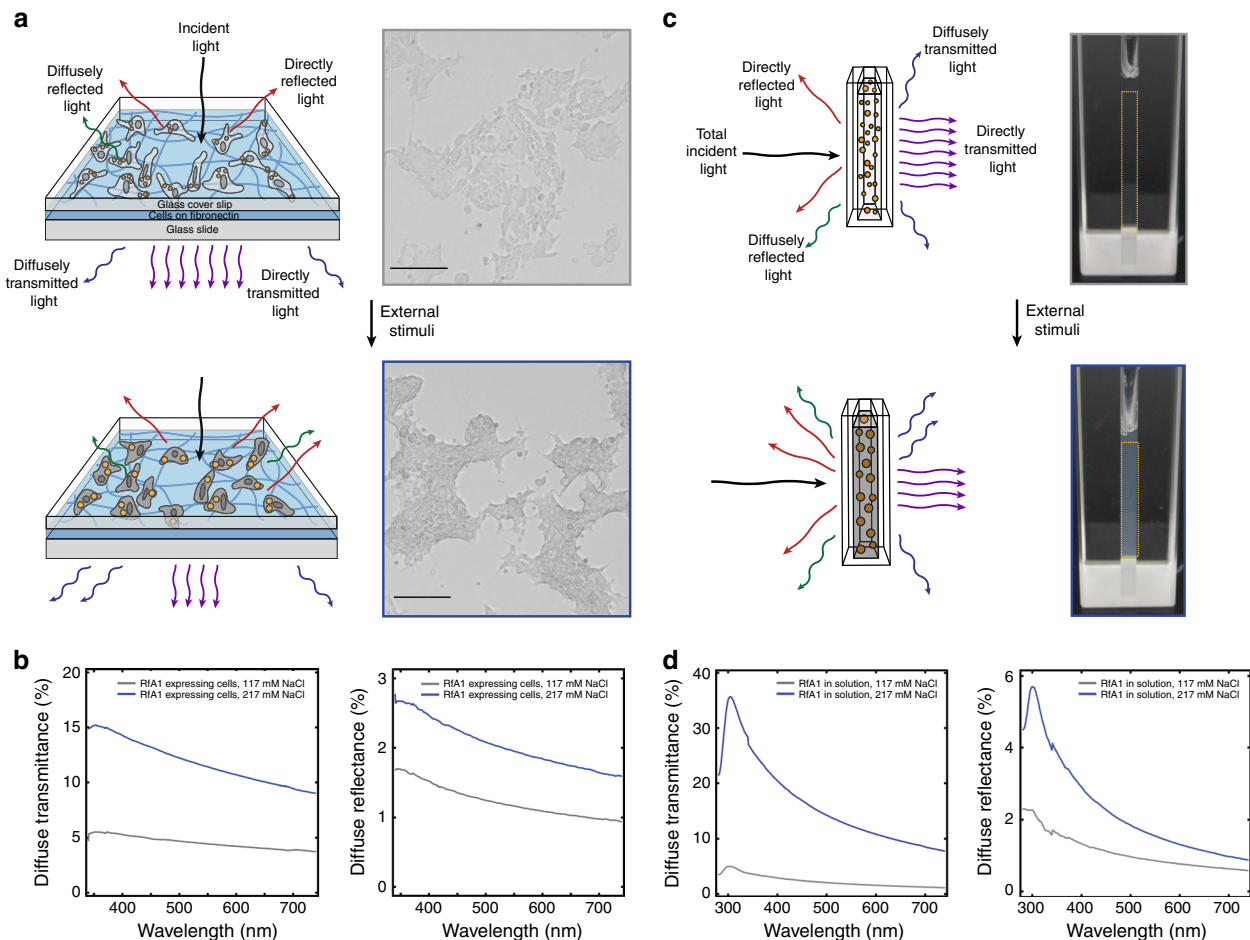 a
Incident
light
Diffusely
reflected
light
Directly
reflected
light
Glass cover slip
Cells on fibronectin
Glass slide
Diffusely
transmitted
light
Directly
transmitted
light
External
stimuli
c
Diffusely
transmitted
light
Directly
reflected
light
Total
incident
light
Directly
transmitted
light
Diffusely
reflected
light
External
stimuli
b
20
15
10
5
0
Diffuse transmittance (%)
RfA1 expressing cells, 117 mM NaCl
RfA1 expressing cells, 217 mM NaCl
400
500
600
700
Wavelength (nm)
3
2
1
0
Diffuse reflectance (%)
RfA1 expressing cells, 117 mM NaCl
RfA1 expressing cells, 217 mM NaCl
400
500
600
700
Wavelength (nm)
d
40
30
20
10
0
Diffuse transmittance (%)
RfA1 in solution, 117 mM NaCl
RfA1 in solution, 217 mM NaCl
300
400
500
600
700
Wavelength (nm)
6
4
2
0
Diffuse reflectance (%)
RfA1 in solution, 117 mM NaCl
RfA1 in solution, 217 mM NaCl
300
400
500
600
700
Wavelength (nm)